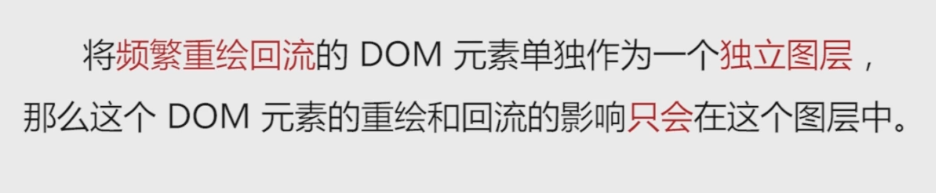 将频繁重绘回流的 DOM 元素单独作为一个独立图层，
那么这个 DOM 元素的重绘和回流的影响只会在这个图层中。